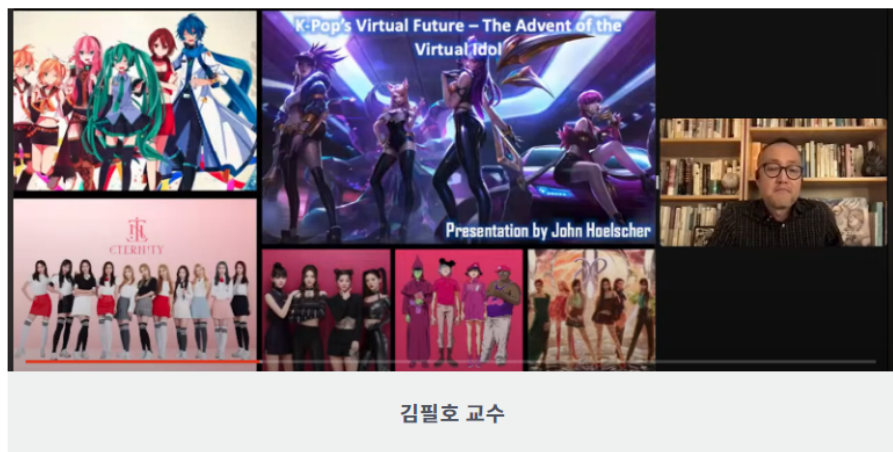 K-Pop's Virtual Future – The Advent of the
Virtual Idol
Presentation by John Hoelscher
ETERNITY
김필호 교수